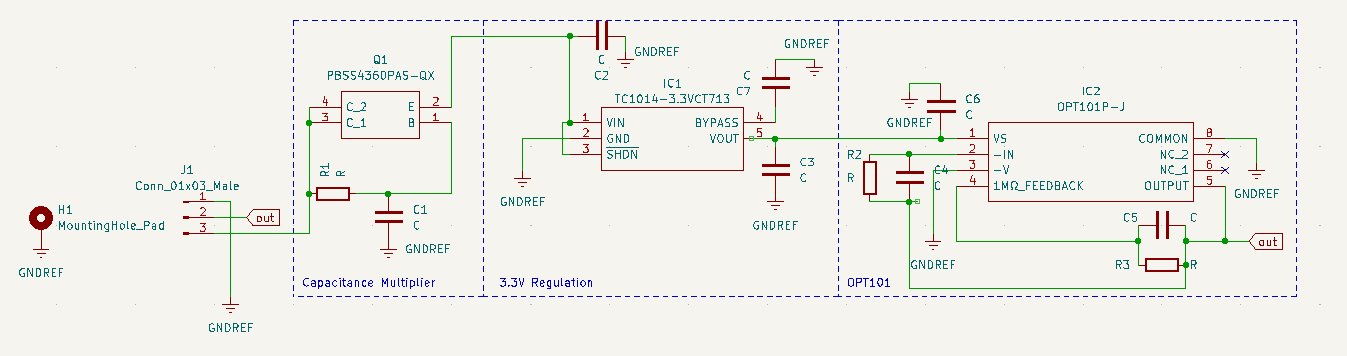 H1
MountingHole_Pad
GNDREF
J1
Conn_01x03_Male
1
2
3
out
GNDREF
Q1
PBSS4360PAS-QX
4 C_2 E 2
3 C_1 B 1
R1
R
C1
C
GNDREF
Capacitance Multiplier
C
C2
GNDREF
GNDREF
C
C7
IC1
TC1014-3.3VCT713
1 VIN BYPASS 4
2 GND VOUT 5
3 SHDN
GNDREF
C3
C
GNDREF
3.3V Regulation
C6
C
GNDREF
IC2
OPT101P-J
1 VS COMMON 8
2 -IN NC_2 7
3 -V NC_1 6
4 1MΩ_FEEDBACK OUTPUT 5
R2
R
C4
C
GNDREF
GNDREF
C5 C
out
R3 R
OPT101